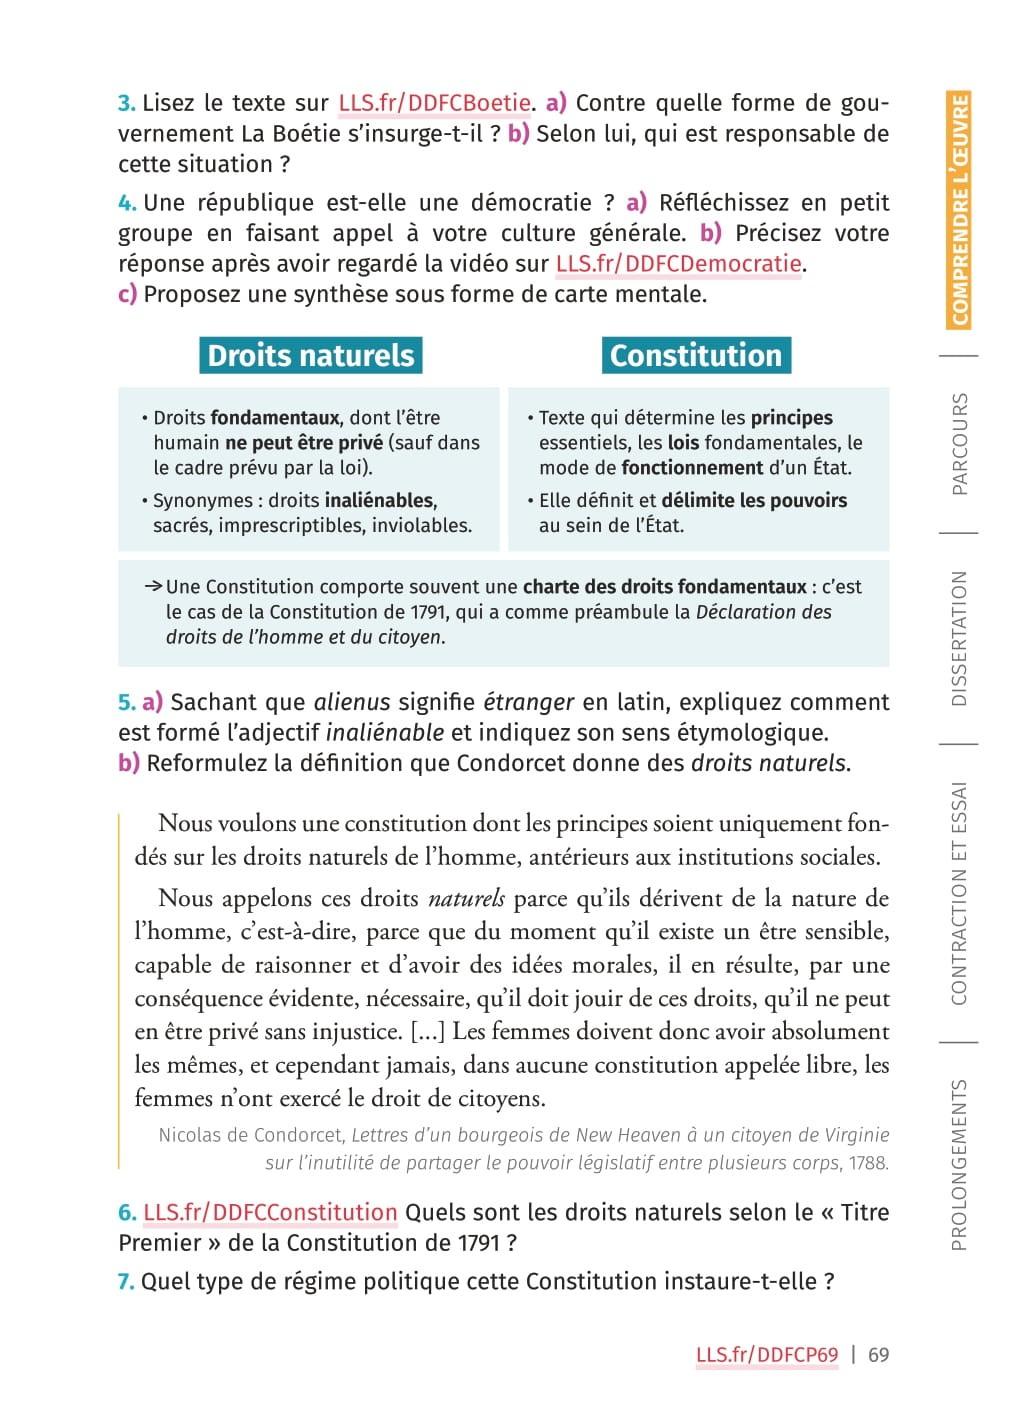 3. Lisez le texte sur LLS.fr/DDFCBoetie. a) Contre quelle forme de gou-
vernement La Boétie s'insurge-t-il ? b) Selon lui, qui est responsable de
cette situation ?
4. Une république est-elle une démocratie ? a) Réfléchissez en petit
groupe en faisant appel à votre culture générale. b) Précisez votre
réponse après avoir regardé la vidéo sur LLS.fr/DDFCDemocratie.
c) Proposez une synthèse sous forme de carte mentale.
Droits naturels
• Droits fondamentaux, dont l'être
humain ne peut être privé (sauf dans
le cadre prévu par la loi).
• Synonymes : droits inaliénables,
sacrés, imprescriptibles, inviolables.
Constitution
• Texte qui détermine les principes
essentiels, les lois fondamentales, le
mode de fonctionnement d'un État.
• Elle définit et délimite les pouvoirs
au sein de l'État.
→ Une Constitution comporte souvent une charte des droits fondamentaux : c'est
le cas de la Constitution de 1791, qui a comme préambule la Déclaration des
droits de l'homme et du citoyen.
5. a) Sachant que alienus signifie étranger en latin, expliquez comment
est formé l'adjectif inaliénable et indiquez son sens étymologique.
b) Reformulez la définition que Condorcet donne des droits naturels.
Nous voulons une constitution dont les principes soient uniquement fon-
dés sur les droits naturels de l'homme, antérieurs aux institutions sociales.
Nous appelons ces droits naturels parce qu'ils dérivent de la nature de
l'homme, c'est-à-dire, parce que du moment qu'il existe un être sensible,
capable de raisonner et d'avoir des idées morales, il en résulte, par une
conséquence évidente, nécessaire, qu'il doit jouir de ces droits, qu'il ne peut
en être privé sans injustice. [...] Les femmes doivent donc avoir absolument
les mêmes, et cependant jamais, dans aucune constitution appelée libre, les
femmes n'ont exercé le droit de citoyens.
Nicolas de Condorcet, Lettres d'un bourgeois de New Heaven à un citoyen de Virginie
sur l'inutilité de partager le pouvoir législatif entre plusieurs corps, 1788.
6. LLS.fr/DDFCConstitution Quels sont les droits naturels selon le « Titre
Premier » de la Constitution de 1791 ?
7. Quel type de régime politique cette Constitution instaure-t-elle ?
LLS.fr/DDFCP69 | 69
COMPRENDRE L'ŒUVRE
PARCOURS
DISSERTATION
CONTRACTION ET ESSAI
PROLONGEMENTS